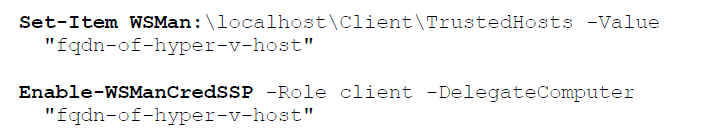 Set-Item WSMan:\localhost\Client\TrustedHosts -Value
"fqdn-of-hyper-v-host"
Enable-WSManCredSSP -Role client -DelegateComputer
"fqdn-of-hyper-v-host"